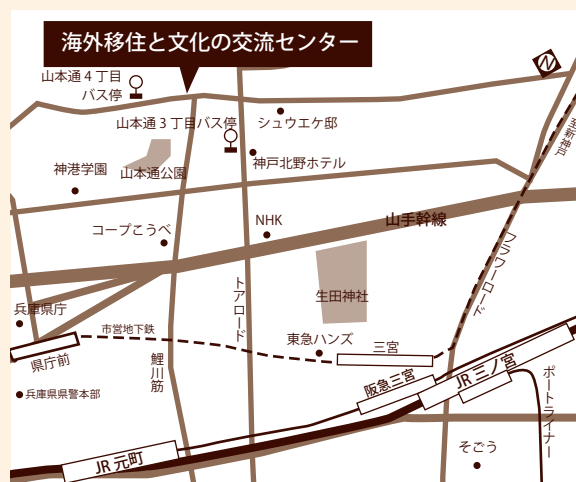 海外移住と文化の交流センター
N
山本通４丁目
バス停
山本通３丁目バス停
シュウエケ邸
至新神戸
神戸北野ホテル
神港学園
山本通公園
NHK
山手幹線
コープこうべ
フラワーロード
トアロード
生田神社
兵庫県庁
市営地下鉄
東急ハンズ
三宮
県庁前
鯉川筋
阪急三宮
JR 三ノ宮
ポートライナー
兵庫県県警本部
そごう
JR 元町